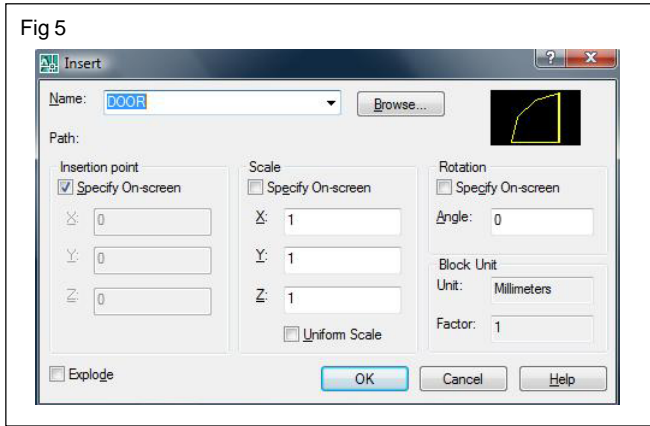 Fig 5
Insert
Name: DOOR Browse...
Path:
Insertion point Scale Rotation
Specify On-screen Specify On-screen Specify On-screen
X: 0 X: 1 Angle: 0
Y: 0 Y: 1 Block Unit
Z: 0 Z: 1 Unit: Millimeters
Uniform Scale Factor: 1
Explode OK Cancel Help